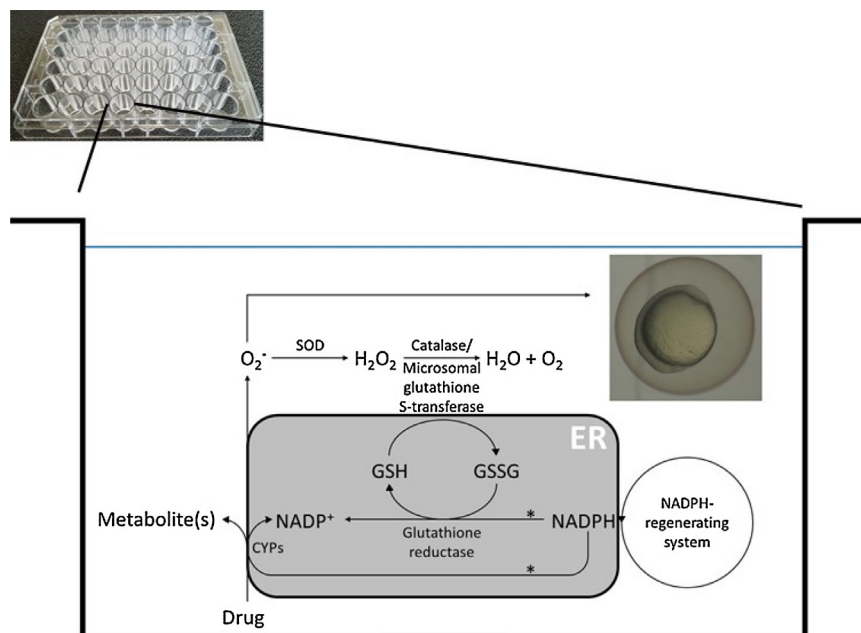 O₂⁻
SOD
H₂O₂
Catalase/
Microsomal
glutathione
S-transferase
H₂O + O₂
ER
GSH
GSSG
Metabolite(s)
NADP⁺
*
NADPH
Glutathione
reductase
NADPH-
regenerating
system
CYPs
*
Drug